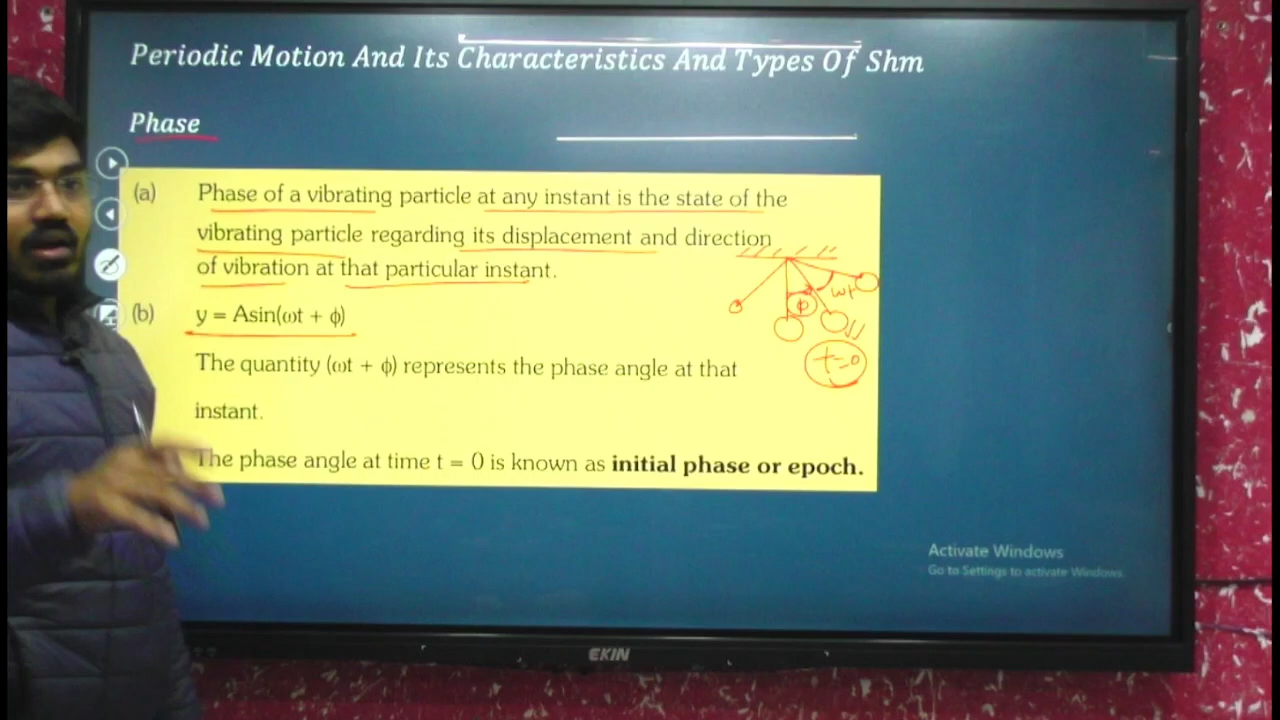 Periodic Motion And Its Characteristics And Types Of Shm
Phase
(a) Phase of a vibrating particle at any instant is the state of the
vibrating particle regarding its displacement and direction
of vibration at that particular instant.
ωt
ϕ
(b) y = Asin(ωt + ϕ)
t=0
The quantity (ωt + ϕ) represents the phase angle at that
instant.
The phase angle at time t = 0 is known as initial phase or epoch.
Activate Windows
Go to Settings to activate Windows.
EKIN